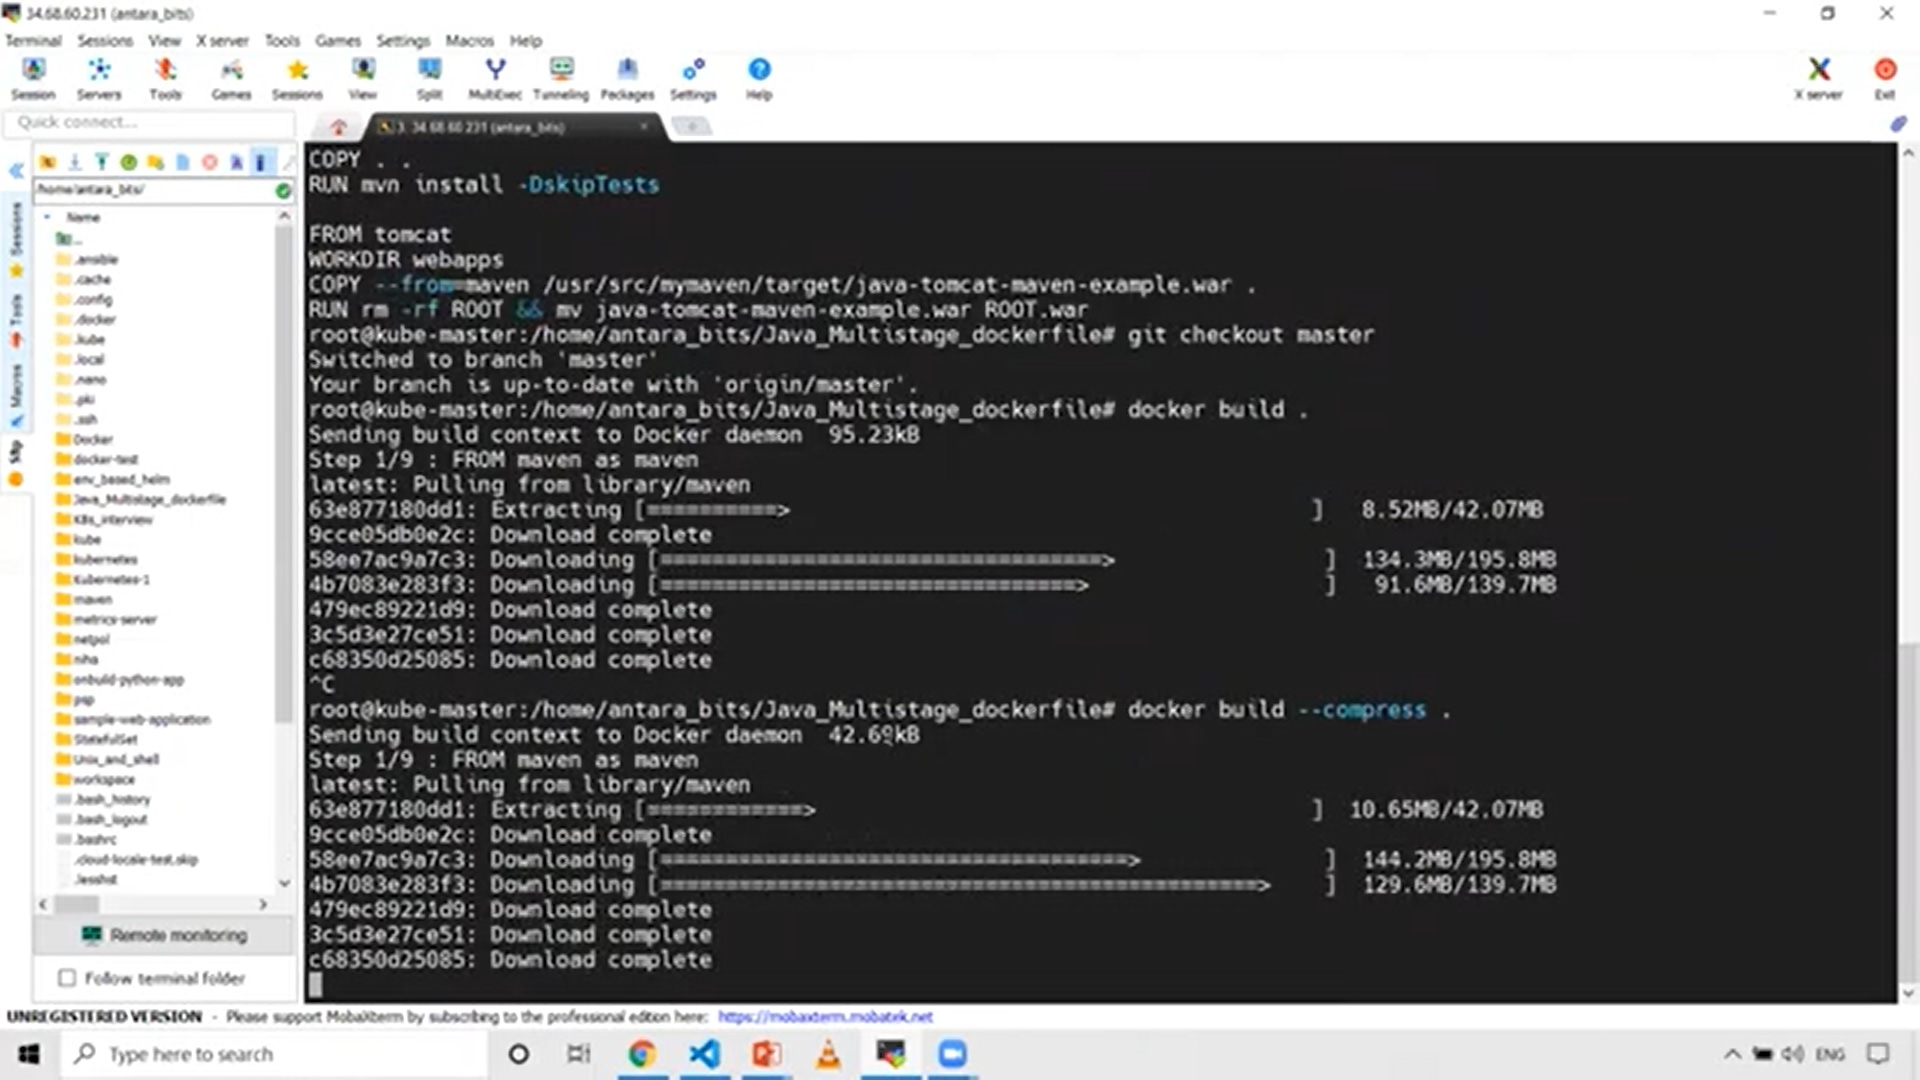 34.68.60.231 (antara_bits)
Terminal Sessions View X server Tools Games Settings Macros Help
Session Servers Tools Games Sessions View Split MultiExec Tunneling Packages Settings Help X server Exit
Quick connect...
3. 34.68.60.231 (antara_bits)
/home/antara_bits/
Name
..
.ansible
.cache
.config
.docker
.kube
.local
.nano
.pki
.ssh
Docker
docker-test
env_based_helm
Java_Multistage_dockerfile
K8s_interview
kube
kubernetes
Kubernetes-1
maven
metrics-server
netpol
niha
onbuild-python-app
psp
sample-web-application
StatefulSet
Unix_and_shell
workspace
.bash_history
.bash_logout
.bashrc
.cloud-locale-test.skip
.lesshst
Sessions
Tools
Macros
Sftp
Remote monitoring
Follow terminal folder
COPY . .
RUN mvn install -DskipTests
FROM tomcat
WORKDIR webapps
COPY --from=maven /usr/src/mymaven/target/java-tomcat-maven-example.war .
RUN rm -rf ROOT && mv java-tomcat-maven-example.war ROOT.war
root@kube-master:/home/antara_bits/Java_Multistage_dockerfile# git checkout master
Switched to branch 'master'
Your branch is up-to-date with 'origin/master'.
root@kube-master:/home/antara_bits/Java_Multistage_dockerfile# docker build .
Sending build context to Docker daemon  95.23kB
Step 1/9 : FROM maven as maven
latest: Pulling from library/maven
63e877180dd1: Extracting [==========> ] 8.52MB/42.07MB
9cce05db0e2c: Download complete
58ee7ac9a7c3: Downloading [==================================> ] 134.3MB/195.8MB
4b7083e283f3: Downloading [================================> ] 91.6MB/139.7MB
479ec89221d9: Download complete
3c5d3e27ce51: Download complete
c68350d25085: Download complete
^C
root@kube-master:/home/antara_bits/Java_Multistage_dockerfile# docker build --compress .
Sending build context to Docker daemon  42.69kB
Step 1/9 : FROM maven as maven
latest: Pulling from library/maven
63e877180dd1: Extracting [============> ] 10.65MB/42.07MB
9cce05db0e2c: Download complete
58ee7ac9a7c3: Downloading [====================================> ] 144.2MB/195.8MB
4b7083e283f3: Downloading [==============================================> ] 129.6MB/139.7MB
479ec89221d9: Download complete
3c5d3e27ce51: Download complete
c68350d25085: Download complete
UNREGISTERED VERSION - Please support MobaXterm by subscribing to the professional edition here: https://mobaxterm.mobatek.net
Type here to search
ENG